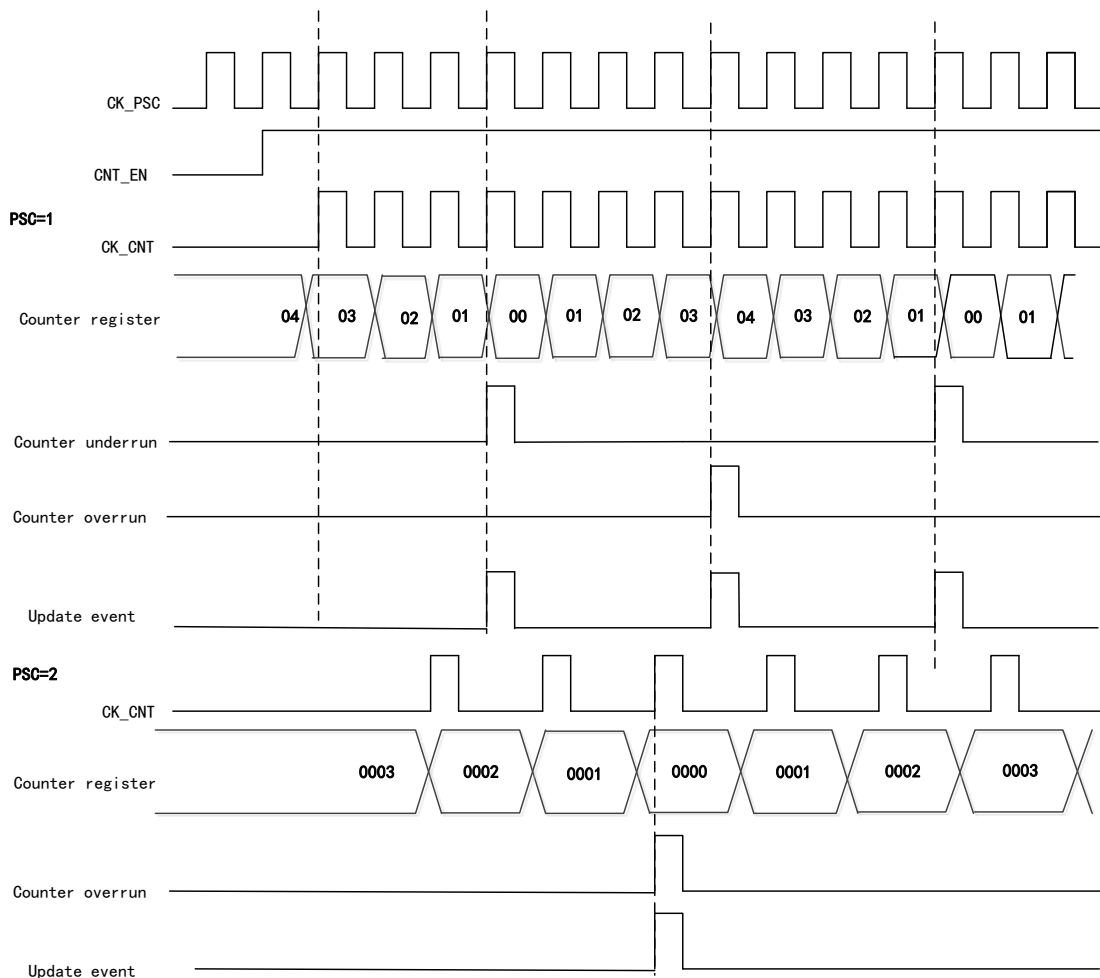 CK_PSC
CNT_EN
PSC=1
CK_CNT
Counter register 04 03 02 01 00 01 02 03 04 03 02 01 00 01
Counter underrun
Counter overrun
Update event
PSC=2
CK_CNT
Counter register 0003 0002 0001 0000 0001 0002 0003
Counter overrun
Update event